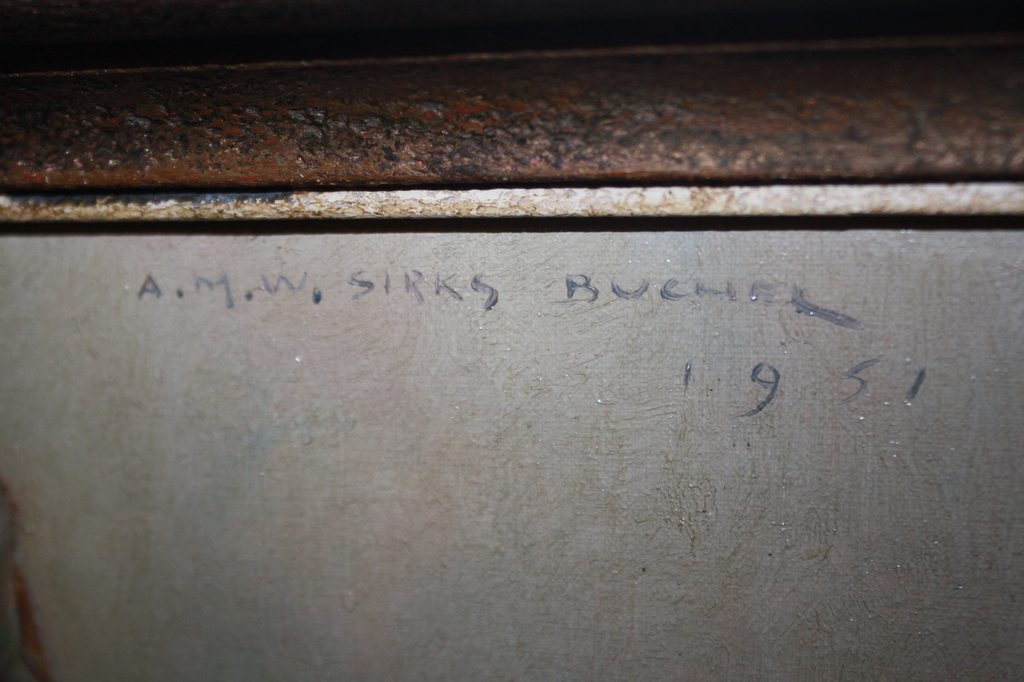 A.M.W. SIRKS BUCHEL
1951